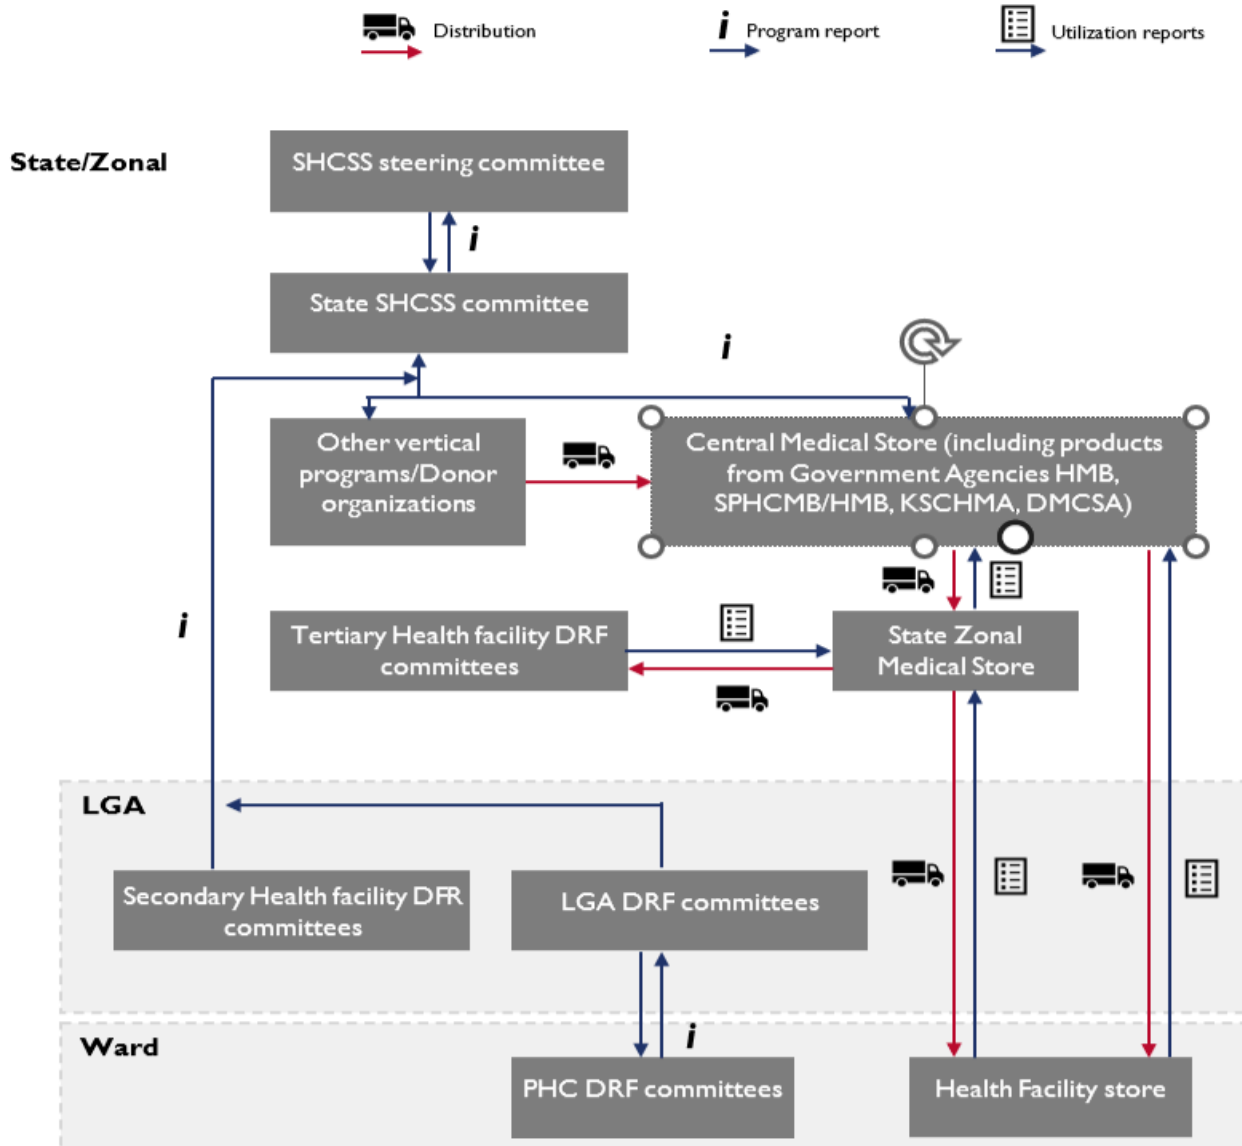 Distribution
i Program report
Utilization reports
State/Zonal
SHCSS steering committee
i
State SHCSS committee
i
Other vertical
programs/Donor
organizations
Central Medical Store (including products
from Government Agencies HMB,
SPHCMB/HMB, KSCHMA, DMCSA)
i
Tertiary Health facility DRF
committees
State Zonal
Medical Store
LGA
Secondary Health facility DFR
committees
LGA DRF committees
Ward
i
PHC DRF committees
Health Facility store